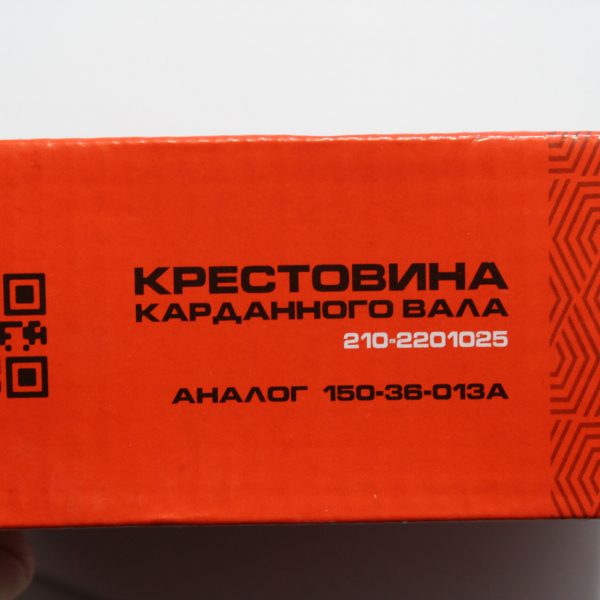 КРЕСТОВИНА
КАРДАННОГО ВАЛА
210-2201025
АНАЛОГ 150-36-013А